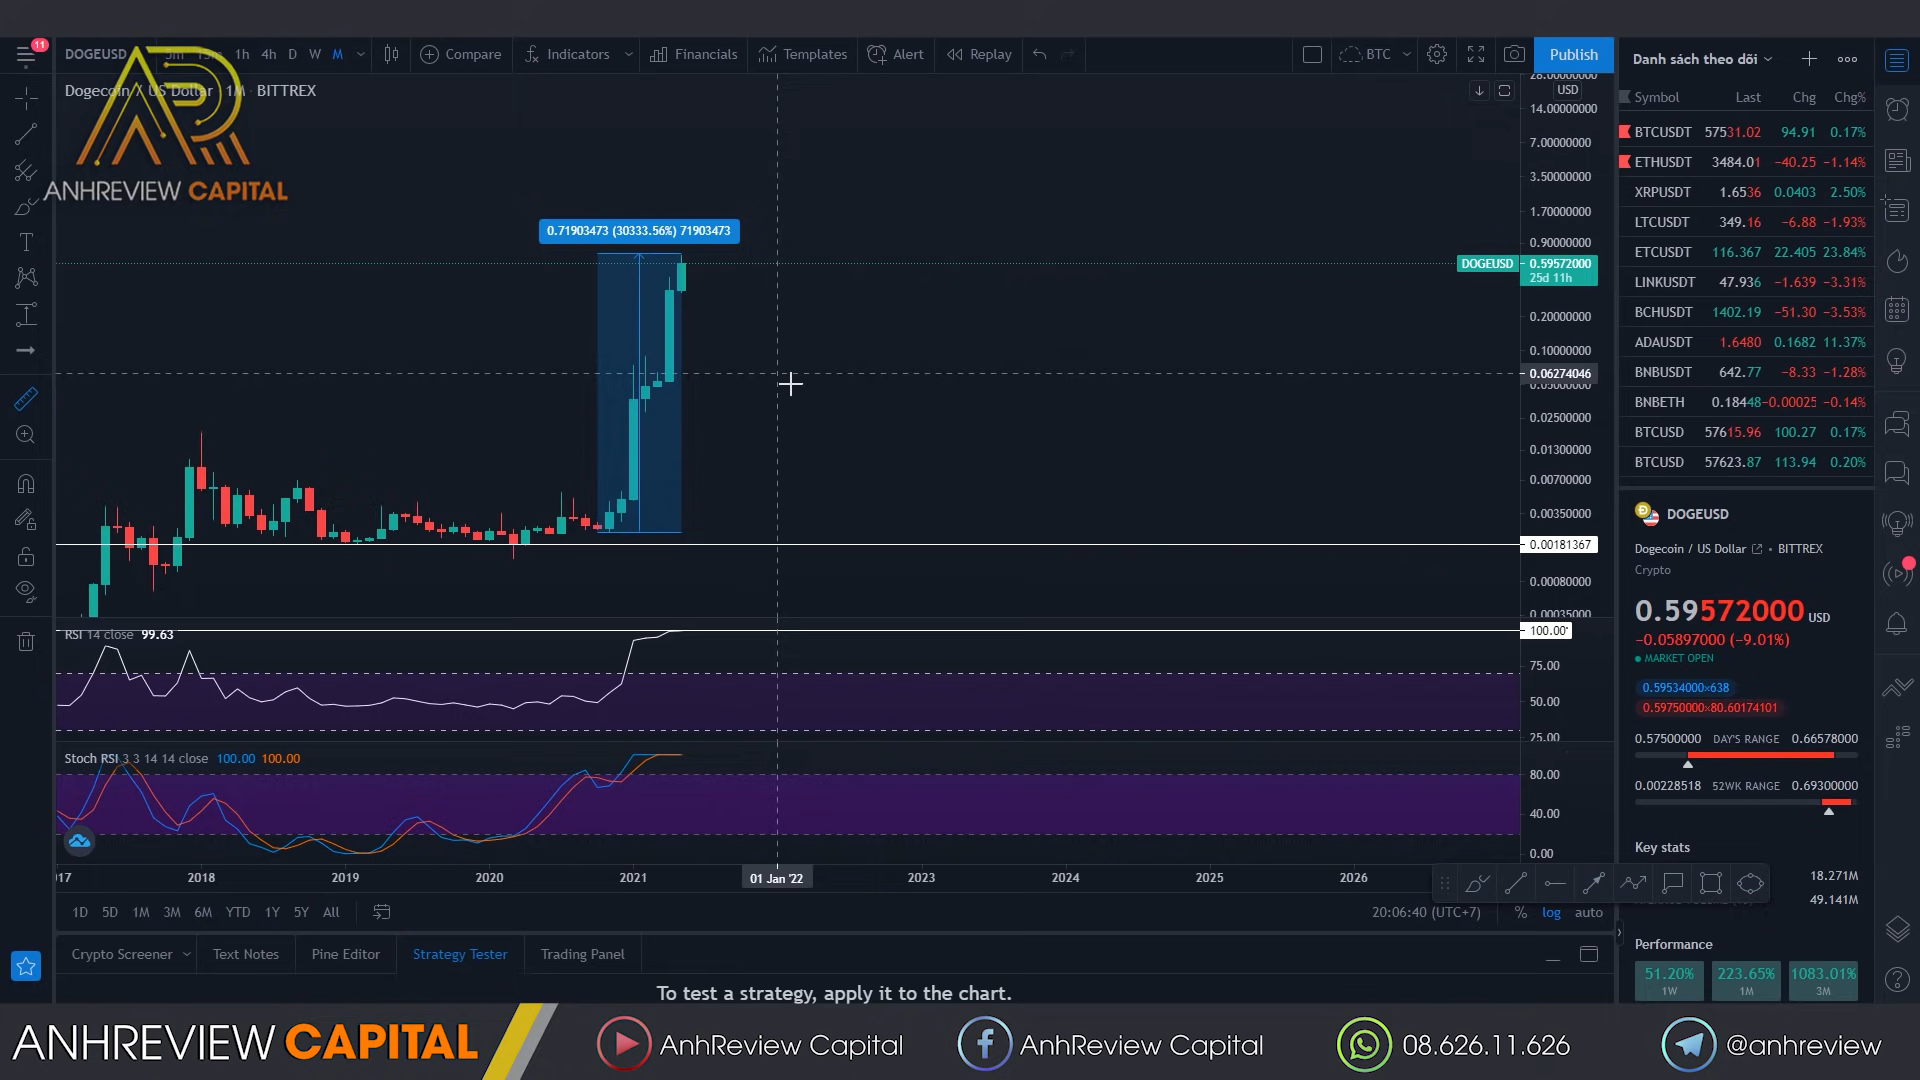 11
DOGEUSD 5m 15m 1h 4h D W M Compare Indicators Financials Templates Alert Replay BTC Publish
Dogecoin / US Dollar 1M BITTREX
ANHREVIEW CAPITAL
0.71903473 (30333.56%) 71903473
USD
28.00000000
14.00000000
7.00000000
3.50000000
1.70000000
0.90000000
DOGEUSD 0.59572000
25d 11h
0.20000000
0.10000000
0.06274046
0.05000000
0.02500000
0.01300000
0.00700000
0.00350000
0.00181367
0.00080000
0.00035000
RSI 14 close 99.63
100.00
75.00
50.00
25.00
Stoch RSI 3 3 14 14 close 100.00 100.00
80.00
40.00
0.00
17 2018 2019 2020 2021 01 Jan '22 2023 2024 2025 2026
1D 5D 1M 3M 6M YTD 1Y 5Y All 20:06:40 (UTC+7) % log auto
Crypto Screener Text Notes Pine Editor Strategy Tester Trading Panel
To test a strategy, apply it to the chart.
Danh sách theo dõi
Symbol Last Chg Chg%
BTCUSDT 57531.02 94.91 0.17%
ETHUSDT 3484.01 −40.25 −1.14%
XRPUSDT 1.6536 0.0403 2.50%
LTCUSDT 349.16 −6.88 −1.93%
ETCUSDT 116.367 22.405 23.84%
LINKUSDT 47.936 −1.639 −3.31%
BCHUSDT 1402.19 −51.30 −3.53%
ADAUSDT 1.6480 0.1682 11.37%
BNBUSDT 642.77 −8.33 −1.28%
BNBETH 0.18448 −0.00025 −0.14%
BTCUSD 57615.96 100.27 0.17%
BTCUSD 57623.87 113.94 0.20%
DOGEUSD
Dogecoin / US Dollar • BITTREX
Crypto
0.59572000 USD
−0.05897000 (−9.01%)
MARKET OPEN
0.59534000×638
0.59750000×80.60174101
0.57500000 DAY'S RANGE 0.66578000
0.00228518 52WK RANGE 0.69300000
Key stats
18.271M
49.141M
Performance
51.20% 223.65% 1083.01%
1W 1M 3M
ANHREVIEW CAPITAL AnhReview Capital AnhReview Capital 08.626.11.626 @anhreview